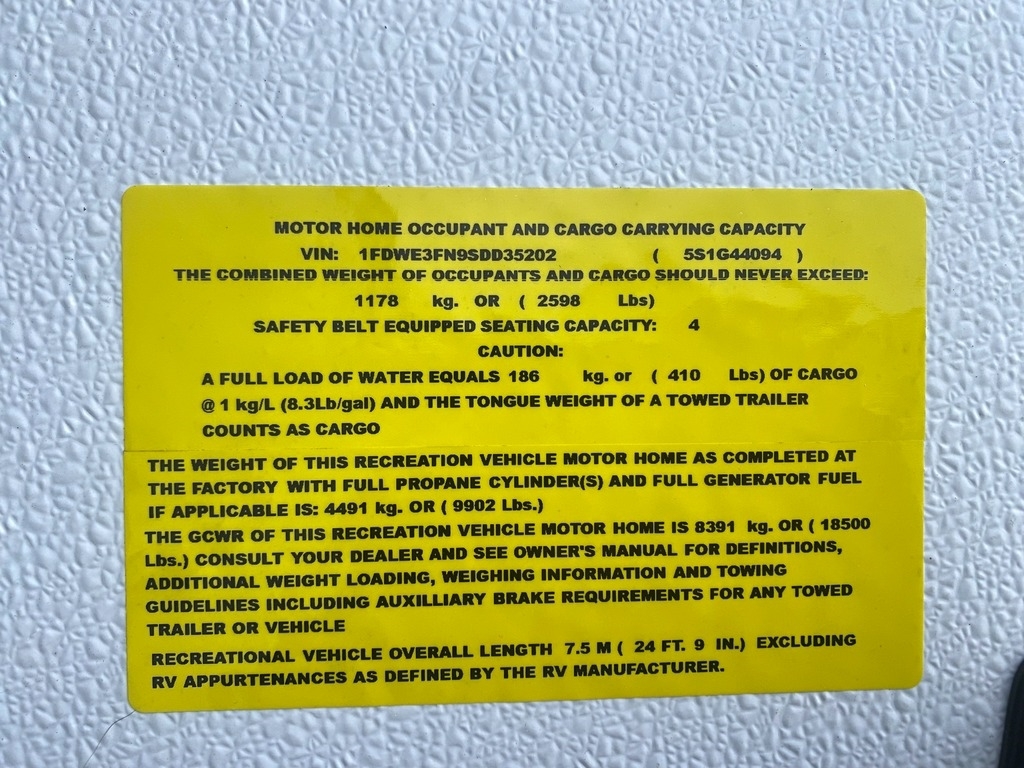 MOTOR HOME OCCUPANT AND CARGO CARRYING CAPACITY
VIN: 1FDWE3FN9SDD35202 ( 5S1G44094 )
THE COMBINED WEIGHT OF OCCUPANTS AND CARGO SHOULD NEVER EXCEED:
1178 kg. OR ( 2598 Lbs)
SAFETY BELT EQUIPPED SEATING CAPACITY: 4
CAUTION:
A FULL LOAD OF WATER EQUALS 186 kg. or ( 410 Lbs) OF CARGO
@ 1 kg/L (8.3Lb/gal) AND THE TONGUE WEIGHT OF A TOWED TRAILER
COUNTS AS CARGO
THE WEIGHT OF THIS RECREATION VEHICLE MOTOR HOME AS COMPLETED AT
THE FACTORY WITH FULL PROPANE CYLINDER(S) AND FULL GENERATOR FUEL
IF APPLICABLE IS: 4491 kg. OR ( 9902 Lbs.)
THE GCWR OF THIS RECREATION VEHICLE MOTOR HOME IS 8391 kg. OR ( 18500
Lbs.) CONSULT YOUR DEALER AND SEE OWNER'S MANUAL FOR DEFINITIONS,
ADDITIONAL WEIGHT LOADING, WEIGHING INFORMATION AND TOWING
GUIDELINES INCLUDING AUXILLIARY BRAKE REQUIREMENTS FOR ANY TOWED
TRAILER OR VEHICLE
RECREATIONAL VEHICLE OVERALL LENGTH 7.5 M ( 24 FT. 9 IN.) EXCLUDING
RV APPURTENANCES AS DEFINED BY THE RV MANUFACTURER.